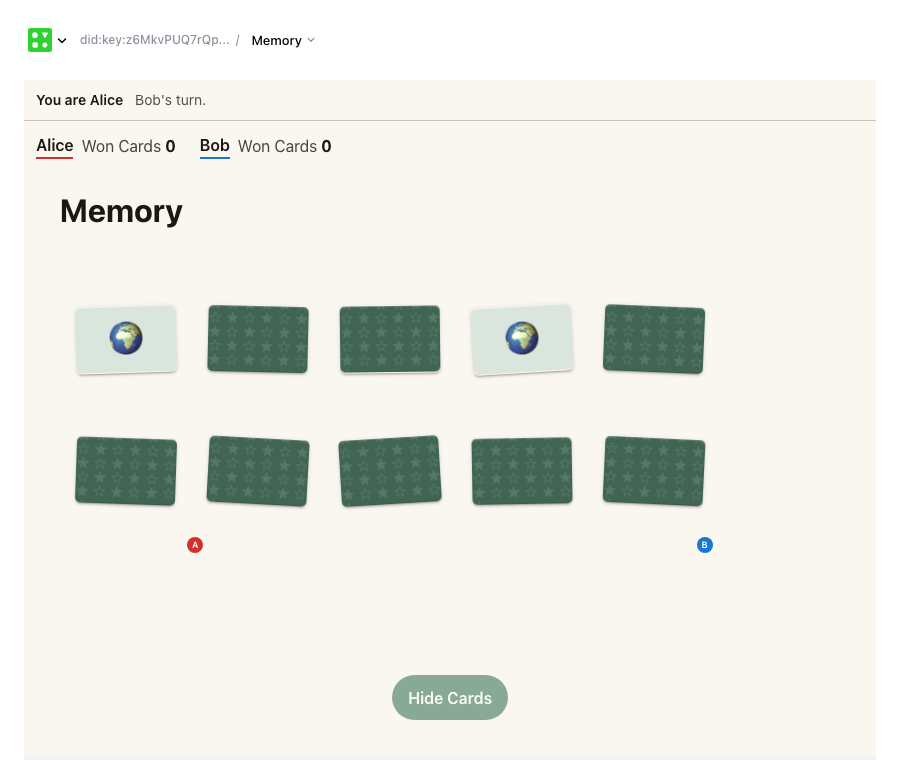 did:key:z6MkvPUQ7rQp... / Memory
You are Alice Bob's turn.
Alice Won Cards 0 Bob Won Cards 0
Memory
A B
Hide Cards